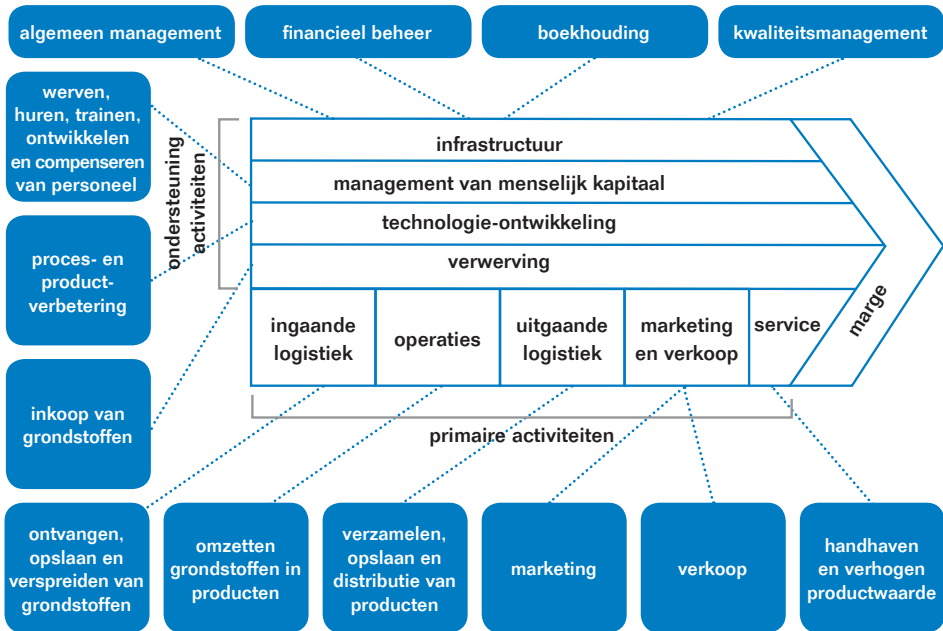 algemeen management
financieel beheer
boekhouding
kwaliteitsmanagement
werven,
huren, trainen,
ontwikkelen
en compenseren
van personeel
proces- en
product-
verbetering
inkoop van
grondstoffen
ondersteuning
activiteiten
infrastructuur
management van menselijk kapitaal
technologie-ontwikkeling
verwerving
ingaande
logistiek
operaties
uitgaande
logistiek
marketing
en verkoop
service
marge
primaire activiteiten
ontvangen,
opslaan en
verspreiden van
grondstoffen
omzetten
grondstoffen in
producten
verzamelen,
opslaan en
distributie van
producten
marketing
verkoop
handhaven
en verhogen
productwaarde